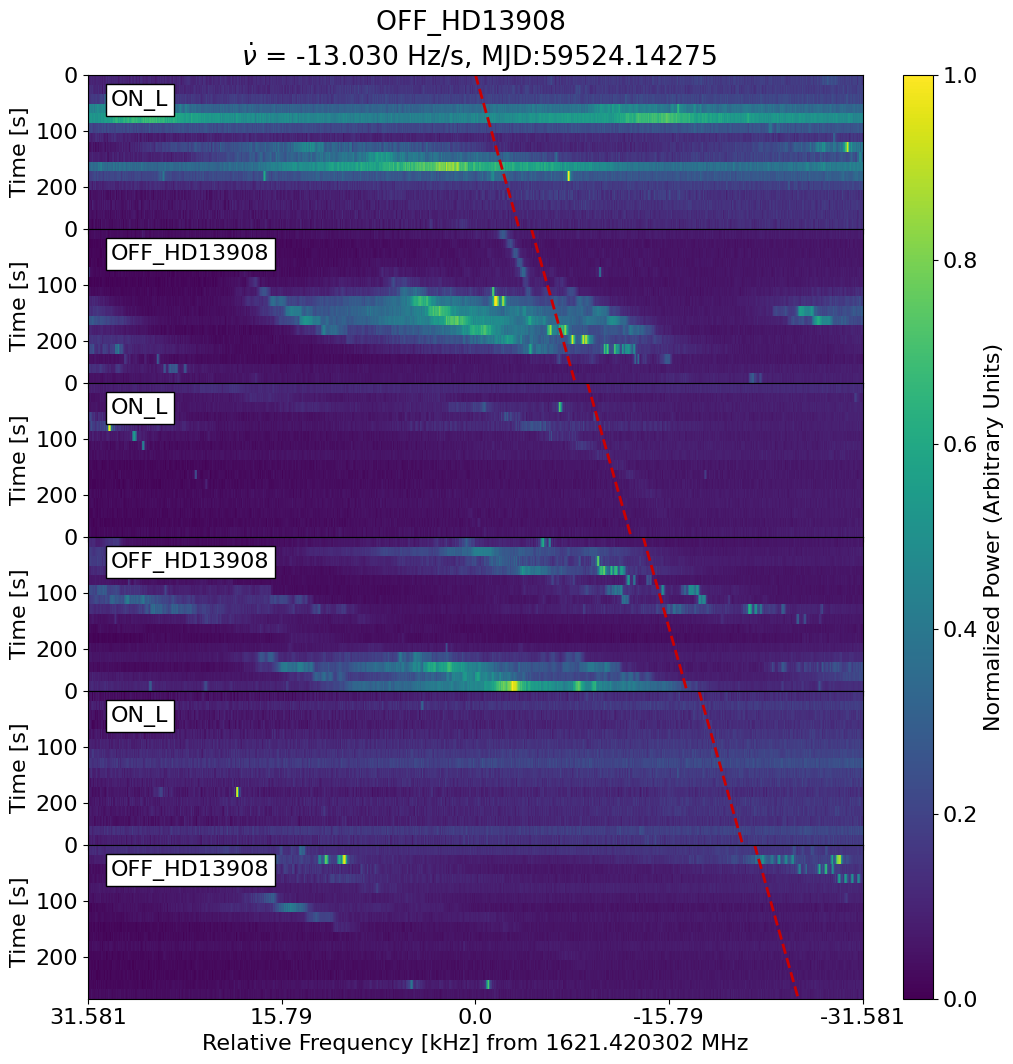 OFF_HD13908
ν̇ = -13.030 Hz/s, MJD:59524.14275
0
ON_L
100
200
Time [s]
0
OFF_HD13908
100
200
Time [s]
0
ON_L
100
200
Time [s]
0
OFF_HD13908
100
200
Time [s]
0
ON_L
100
200
Time [s]
0
OFF_HD13908
100
200
Time [s]
31.581 15.79 0.0 -15.79 -31.581
Relative Frequency [kHz] from 1621.420302 MHz
1.0
0.8
0.6
0.4
0.2
0.0
Normalized Power (Arbitrary Units)